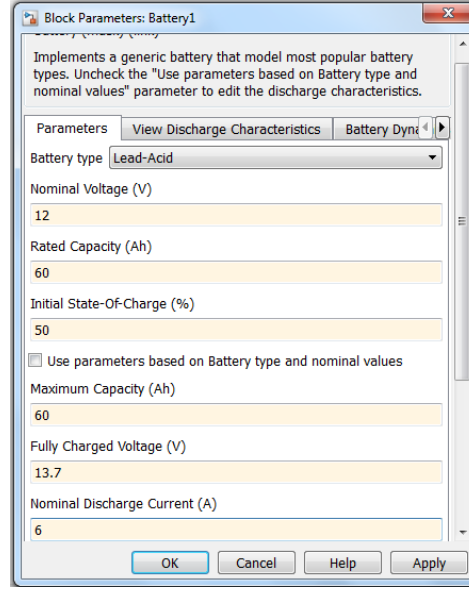 Block Parameters: Battery1
Battery (mask) (link)
Implements a generic battery that model most popular battery
types. Uncheck the "Use parameters based on Battery type and
nominal values" parameter to edit the discharge characteristics.
Parameters View Discharge Characteristics Battery Dyna
Battery type Lead-Acid
Nominal Voltage (V)
12
Rated Capacity (Ah)
60
Initial State-Of-Charge (%)
50
Use parameters based on Battery type and nominal values
Maximum Capacity (Ah)
60
Fully Charged Voltage (V)
13.7
Nominal Discharge Current (A)
6
OK Cancel Help Apply